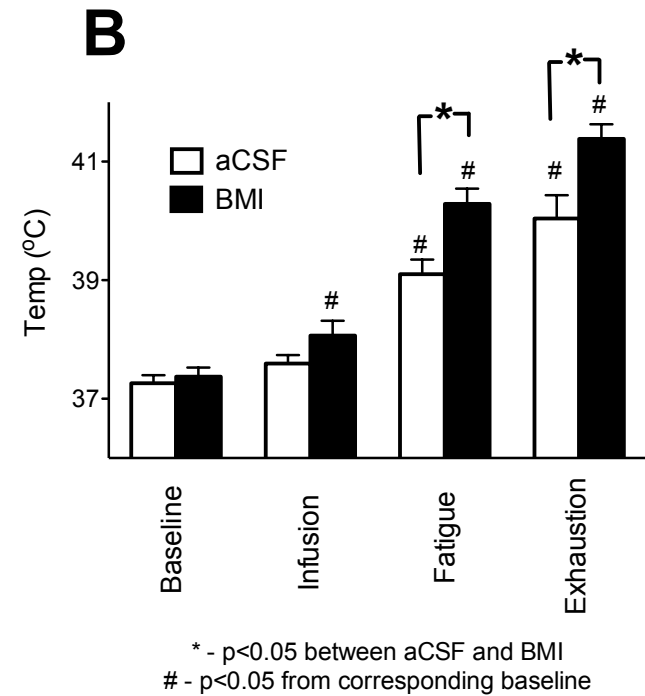 B
*
*
#
#
41
aCSF
#
#
BMI
#
39
#
37
Temp (ºC)
Baseline
Infusion
Fatigue
Exhaustion
* - p<0.05 between aCSF and BMI
# - p<0.05 from corresponding baseline